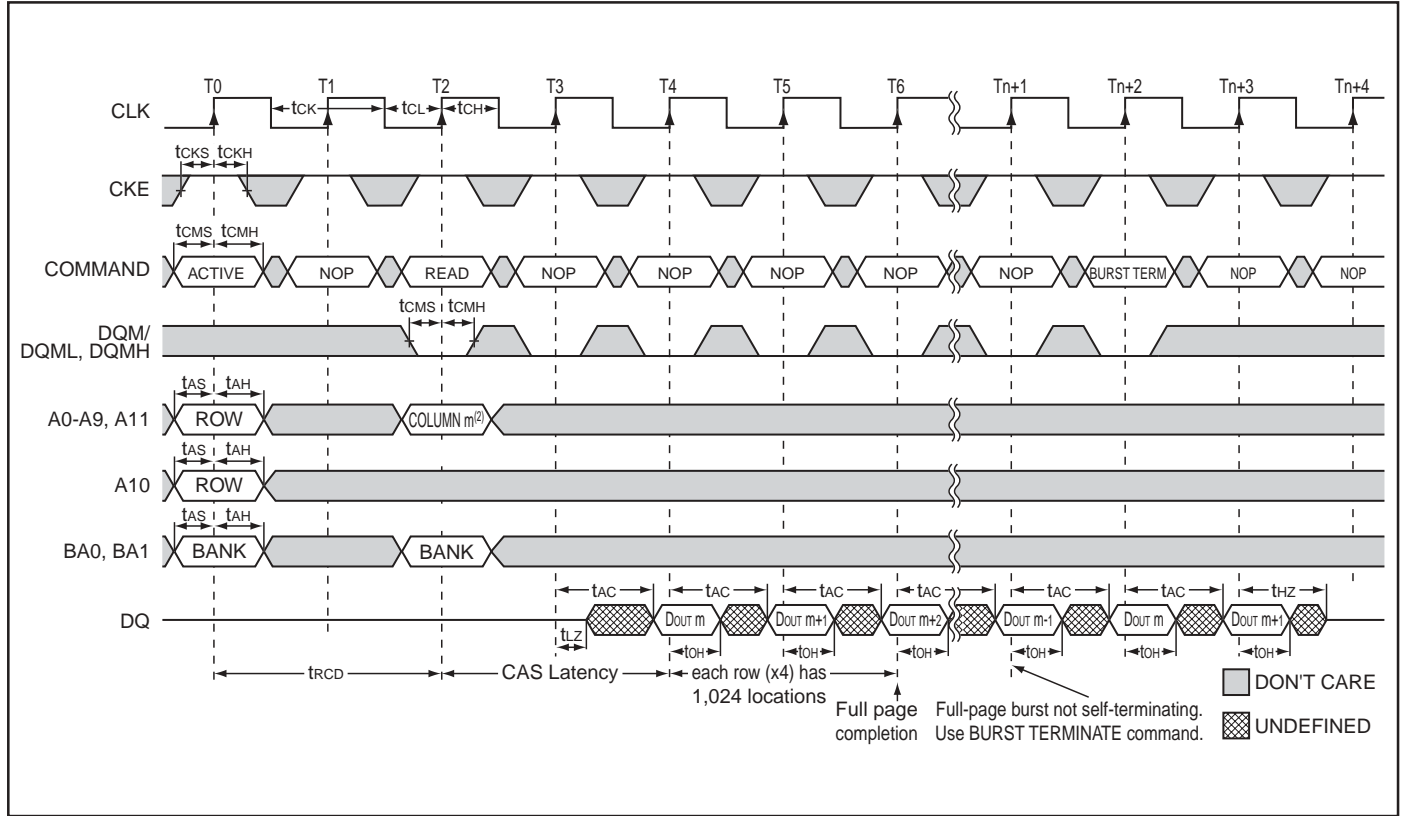 T0 T1 T2 T3 T4 T5 T6 Tn+1 Tn+2 Tn+3 Tn+4
CLK
tCK tCL tCH
tCKS tCKH
CKE
tCMS tCMH
COMMAND ACTIVE NOP READ NOP NOP NOP NOP NOP BURST TERM NOP NOP
tCMS tCMH
DQM/
DQML, DQMH
tAS tAH
A0-A9, A11 ROW COLUMN m(2)
tAS tAH
A10 ROW
tAS tAH
BA0, BA1 BANK BANK
tAC tAC tAC tAC tAC tAC tHZ
DQ DOUT m DOUT m+1 DOUT m+2 DOUT m-1 DOUT m DOUT m+1
tLZ tOH tOH tOH tOH tOH tOH
tRCD CAS Latency each row (x4) has
1,024 locations
Full page
completion
Full-page burst not self-terminating.
Use BURST TERMINATE command.
DON'T CARE
UNDEFINED